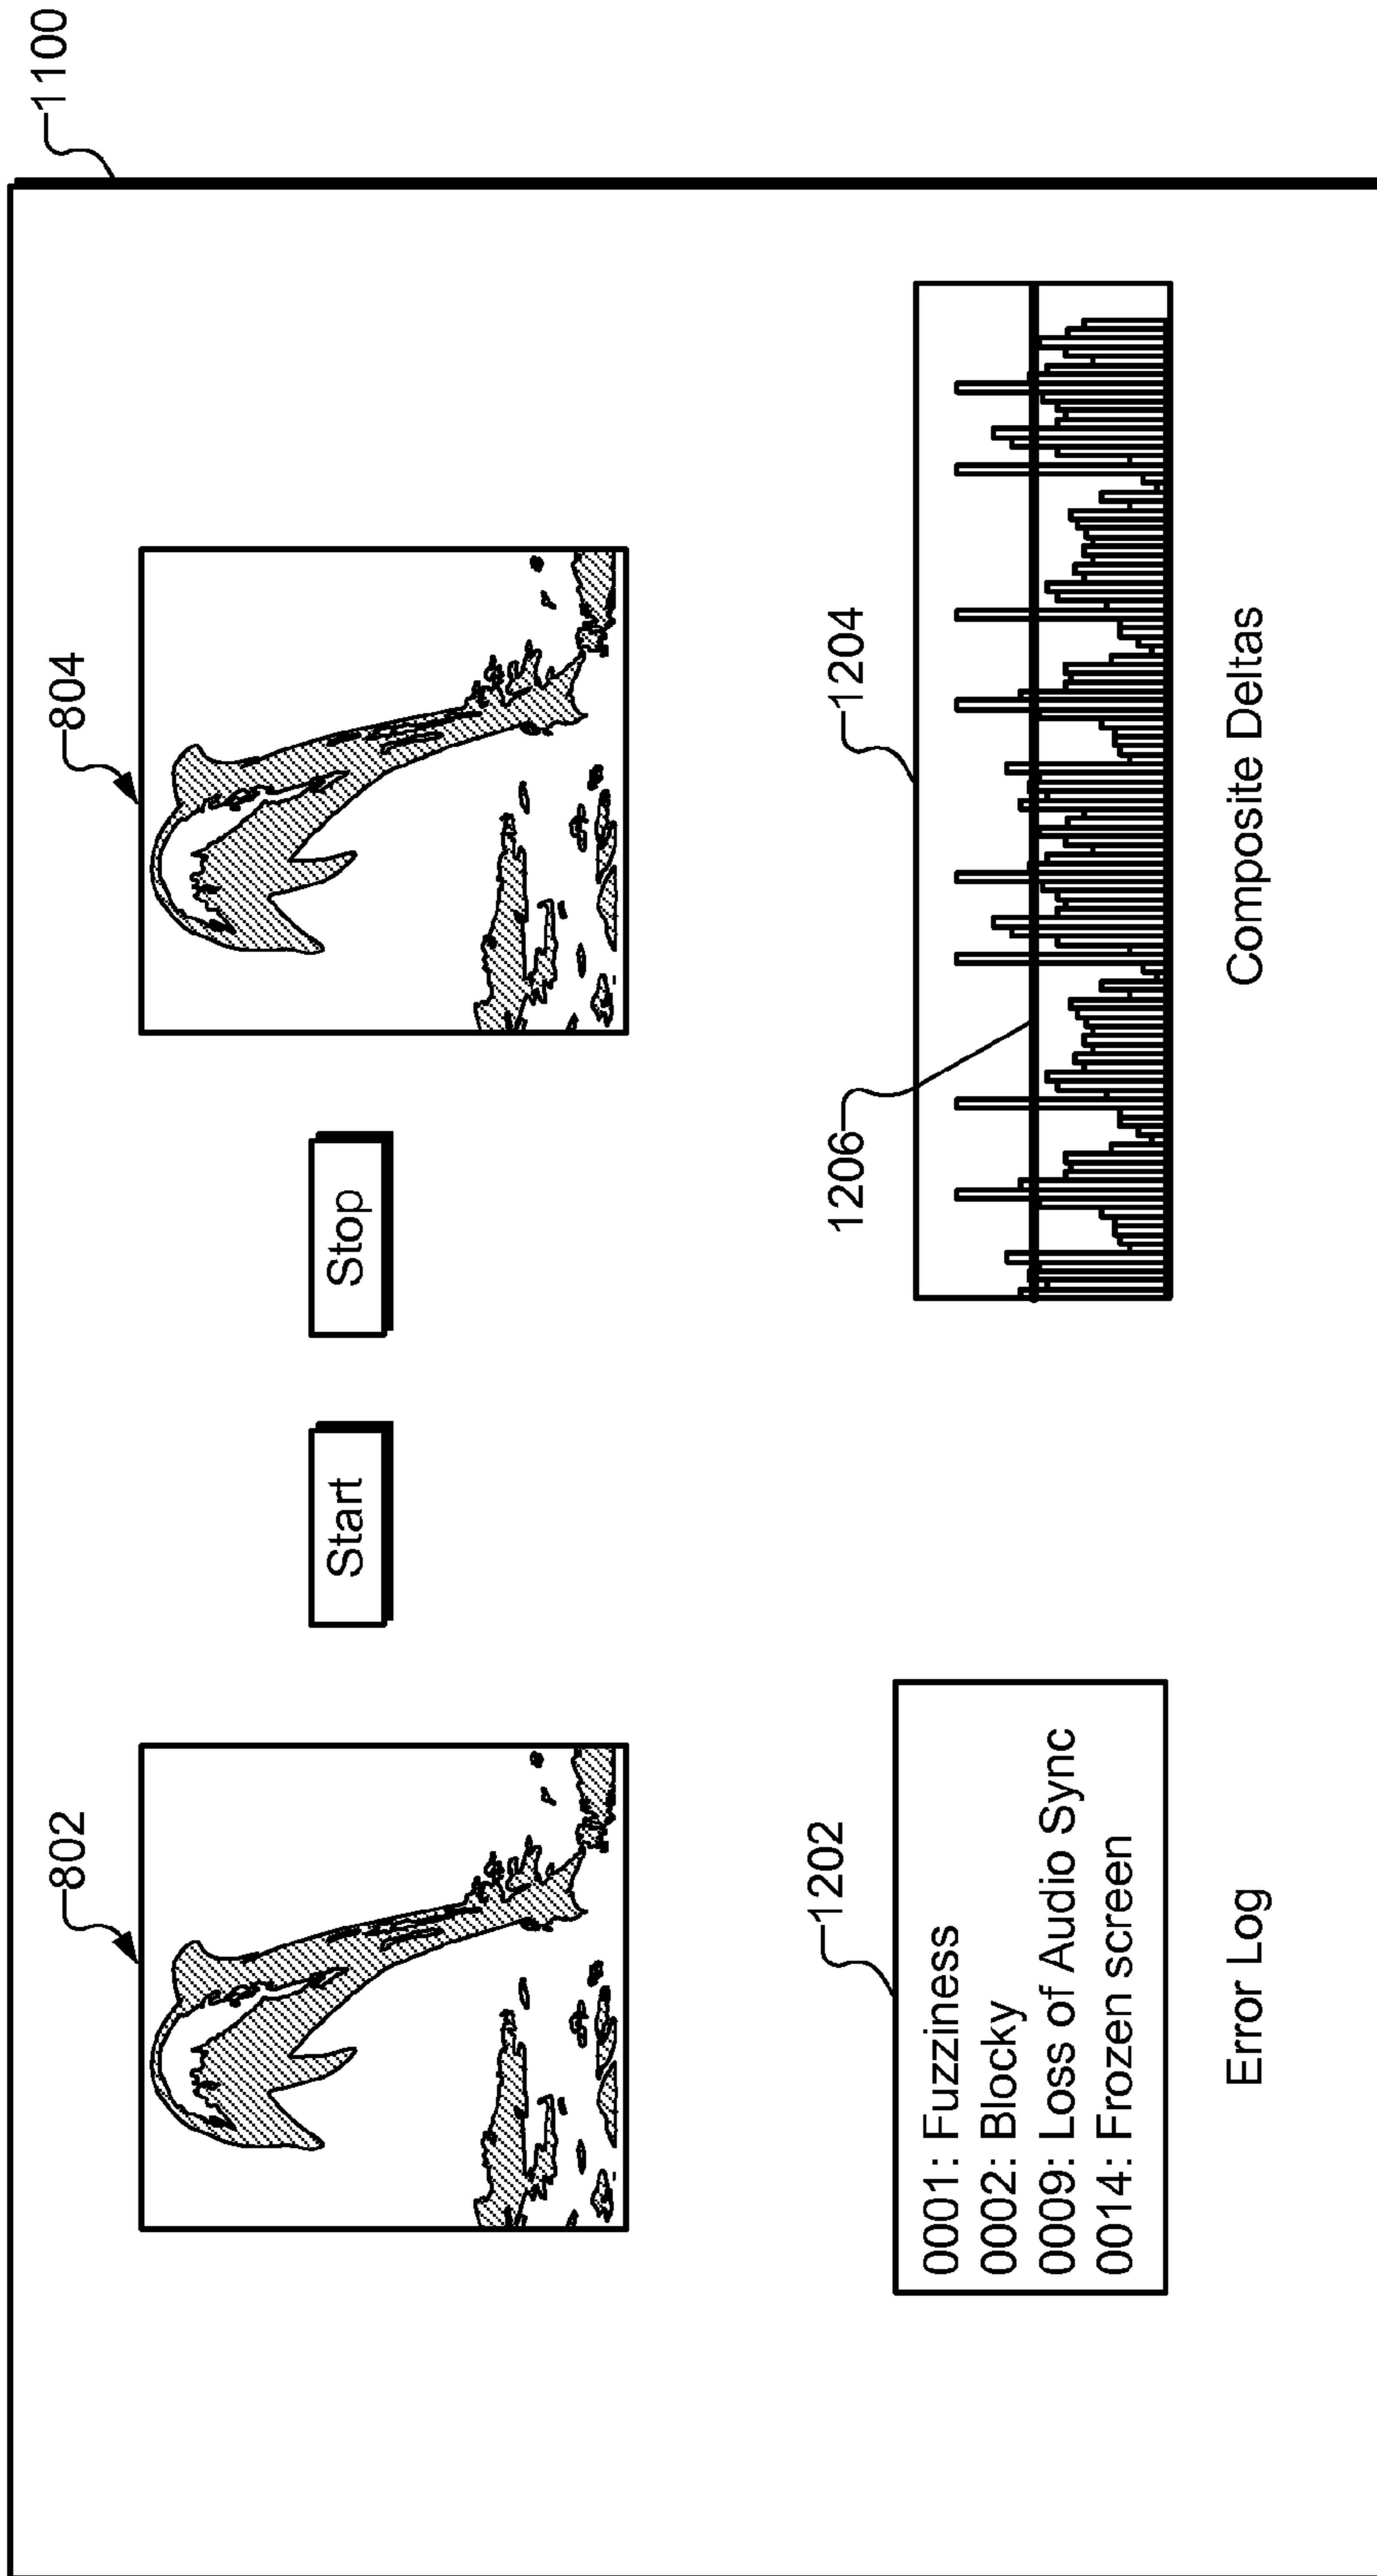 1100
802
804
Start
Stop
1202
1204
1206
0001: Fuzziness
0002: Blocky
0009: Loss of Audio Sync
0014: Frozen screen
Error Log
Composite Deltas